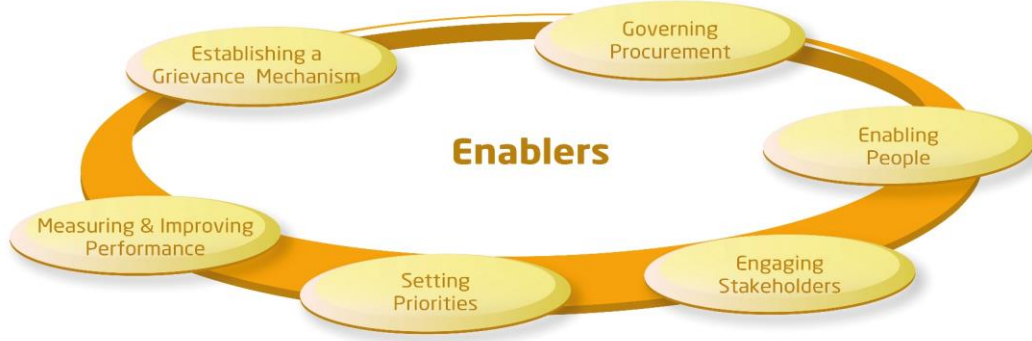 Establishing a
Grievance Mechanism
Governing
Procurement
Enablers
Enabling
People
Measuring & Improving
Performance
Setting
Priorities
Engaging
Stakeholders